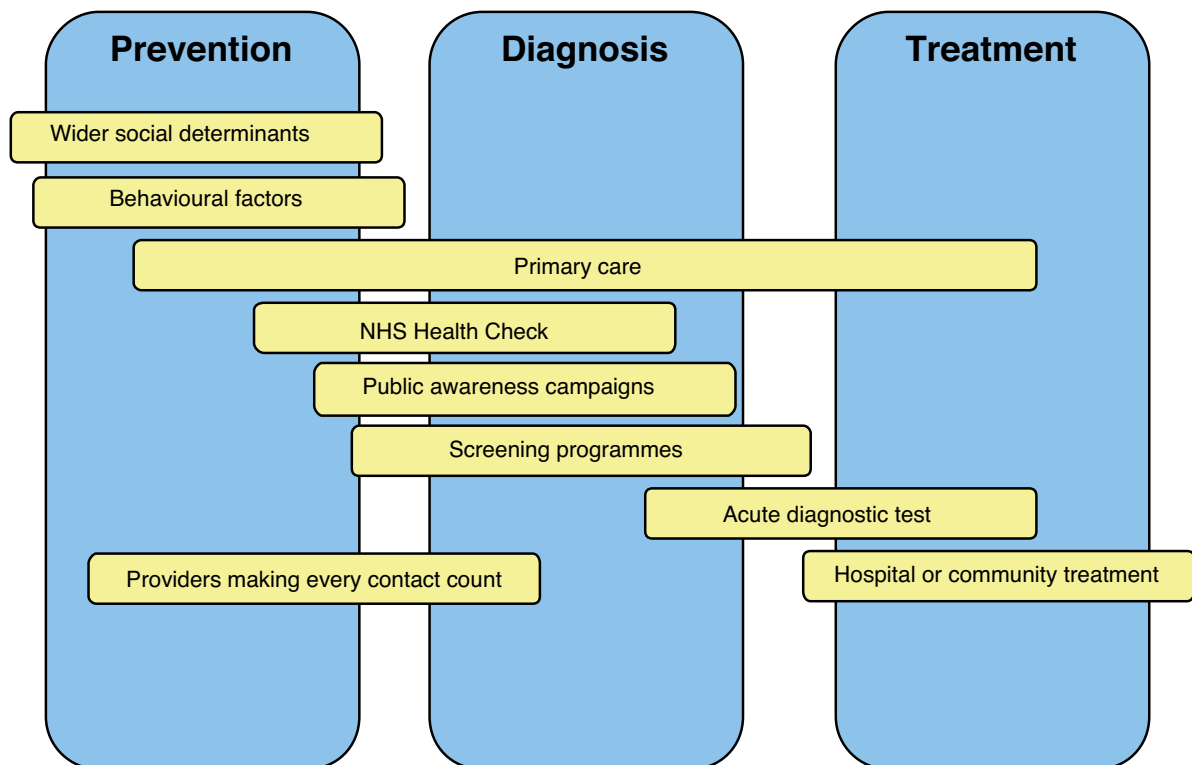 Prevention
Diagnosis
Treatment
Wider social determinants
Behavioural factors
Primary care
NHS Health Check
Public awareness campaigns
Screening programmes
Acute diagnostic test
Providers making every contact count
Hospital or community treatment